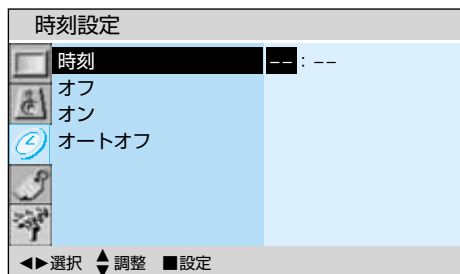 時刻設定
時刻 −− : −−
オフ
オン
オートオフ
◀▶選択 ▲▼調整 ■設定